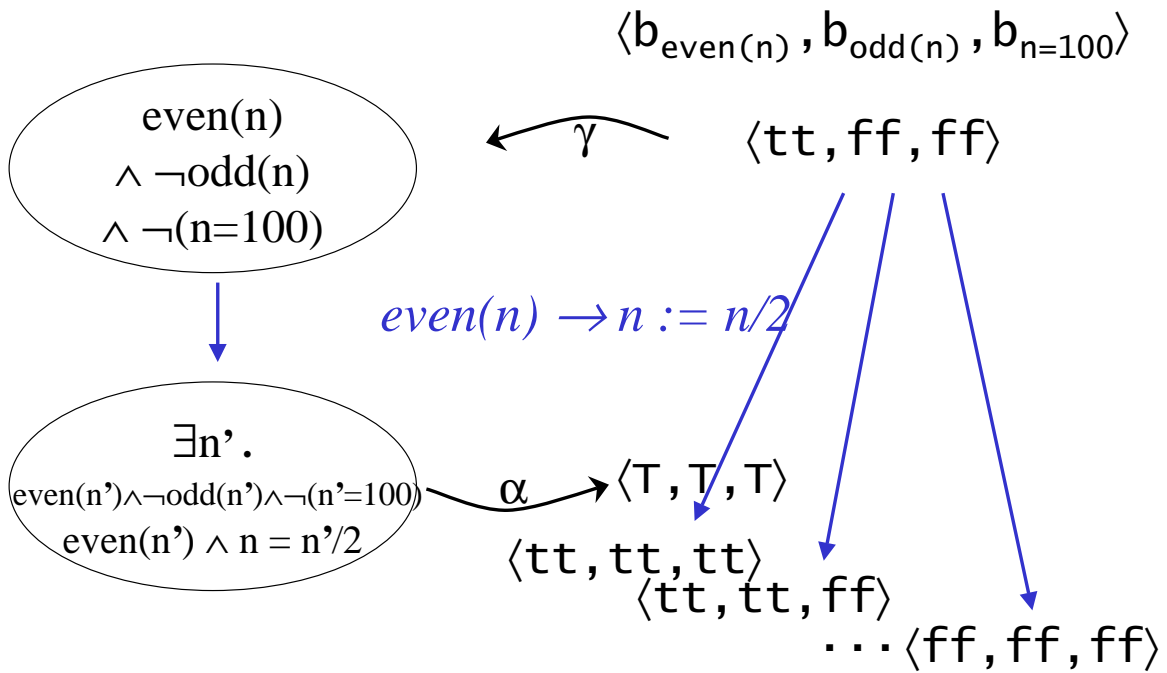 ⟨b_even(n) , b_odd(n) , b_n=100⟩
even(n)
∧ ¬odd(n)
∧ ¬(n=100)
γ
⟨tt,ff,ff⟩
even(n) → n := n/2
∃n’.
even(n’)∧¬odd(n’)∧¬(n’=100)
even(n’) ∧ n = n’/2
α
⟨T,T,T⟩
⟨tt,tt,tt⟩
⟨tt,tt,ff⟩
···⟨ff,ff,ff⟩